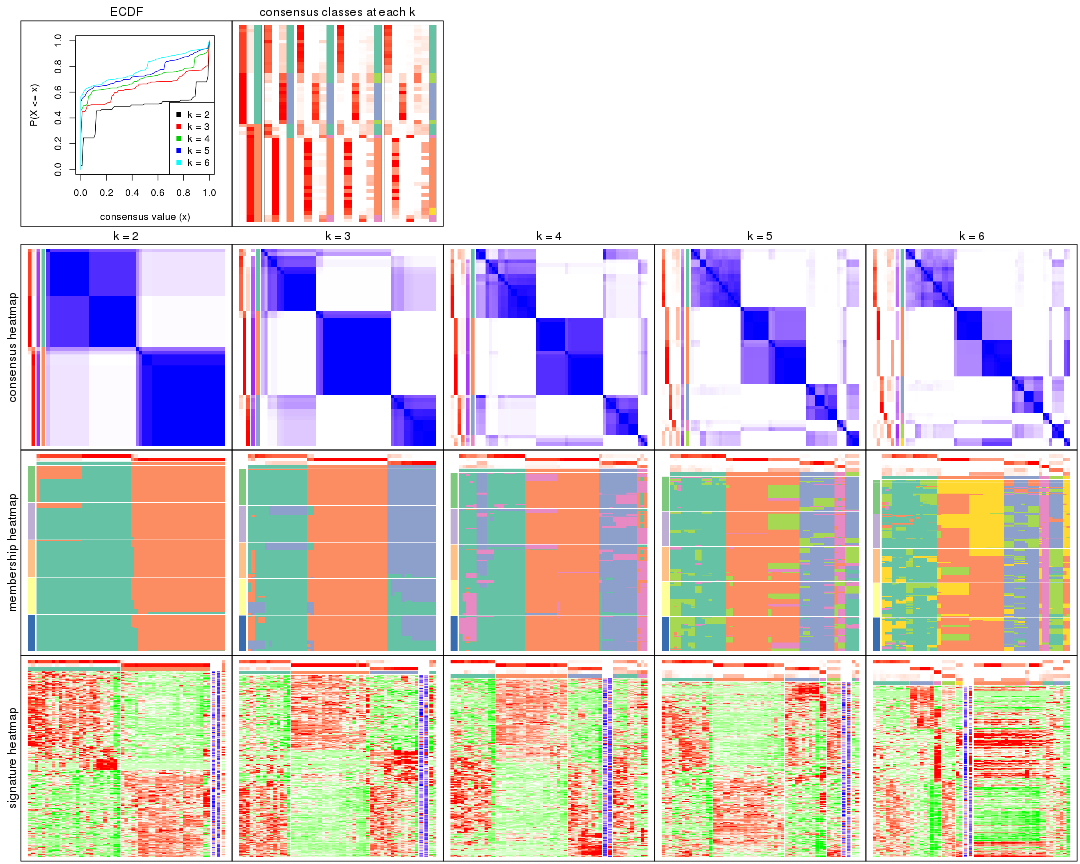 ECDF
consensus classes at each k
P(X <= x)
0.0 0.2 0.4 0.6 0.8 1.0
k = 2
k = 3
k = 4
k = 5
k = 6
0.0 0.2 0.4 0.6 0.8 1.0
consensus value (x)
k = 2 k = 3 k = 4 k = 5 k = 6
consensus heatmap
membership heatmap
signature heatmap